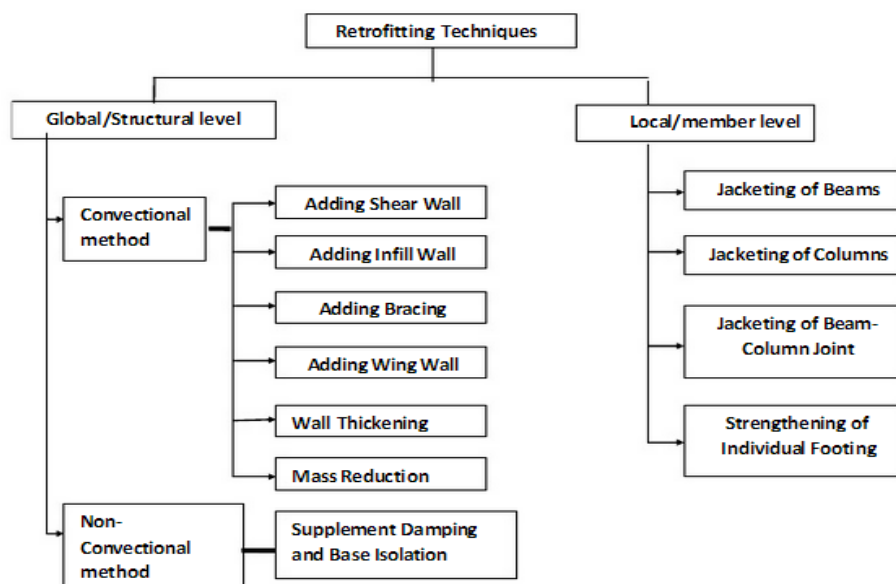 Retrofitting Techniques
Global/Structural level
Local/member level
Convectional
method
Adding Shear Wall
Adding Infill Wall
Adding Bracing
Adding Wing Wall
Wall Thickening
Mass Reduction
Non-
Convectional
method
Supplement Damping
and Base Isolation
Jacketing of Beams
Jacketing of Columns
Jacketing of Beam-
Column Joint
Strengthening of
Individual Footing